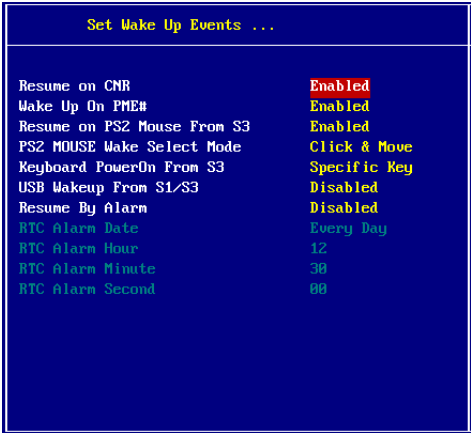 Set Wake Up Events ...
Resume on CNR Enabled
Wake Up On PME# Enabled
Resume on PS2 Mouse From S3 Enabled
PS2 MOUSE Wake Select Mode Click & Move
Keyboard PowerOn From S3 Specific Key
USB Wakeup From S1/S3 Disabled
Resume By Alarm Disabled
RTC Alarm Date Every Day
RTC Alarm Hour 12
RTC Alarm Minute 30
RTC Alarm Second 00